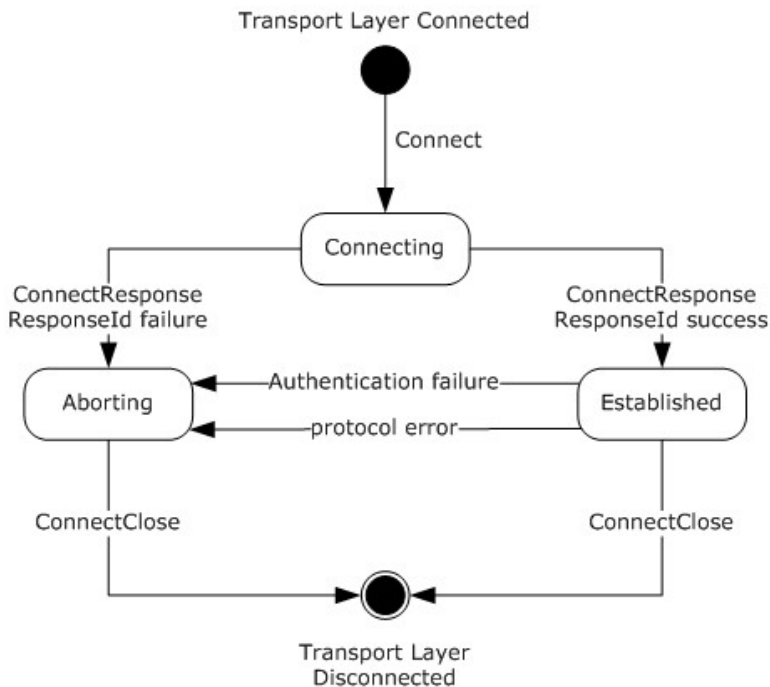 Transport Layer Connected
Connect
Connecting
ConnectResponse
ResponseId failure
ConnectResponse
ResponseId success
Aborting
Authentication failure
protocol error
Established
ConnectClose
ConnectClose
Transport Layer
Disconnected